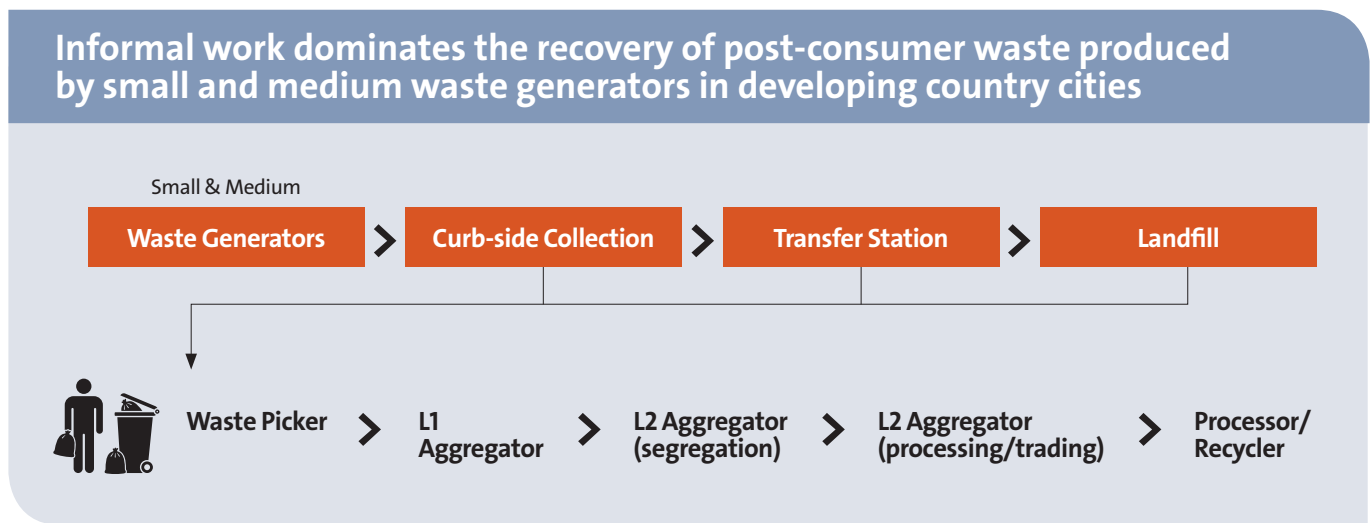 Informal work dominates the recovery of post-consumer waste produced
by small and medium waste generators in developing country cities
Small & Medium
Waste Generators
Curb-side Collection
Transfer Station
Landfill
Waste Picker
L1
Aggregator
L2 Aggregator
(segregation)
L2 Aggregator
(processing/trading)
Processor/
Recycler